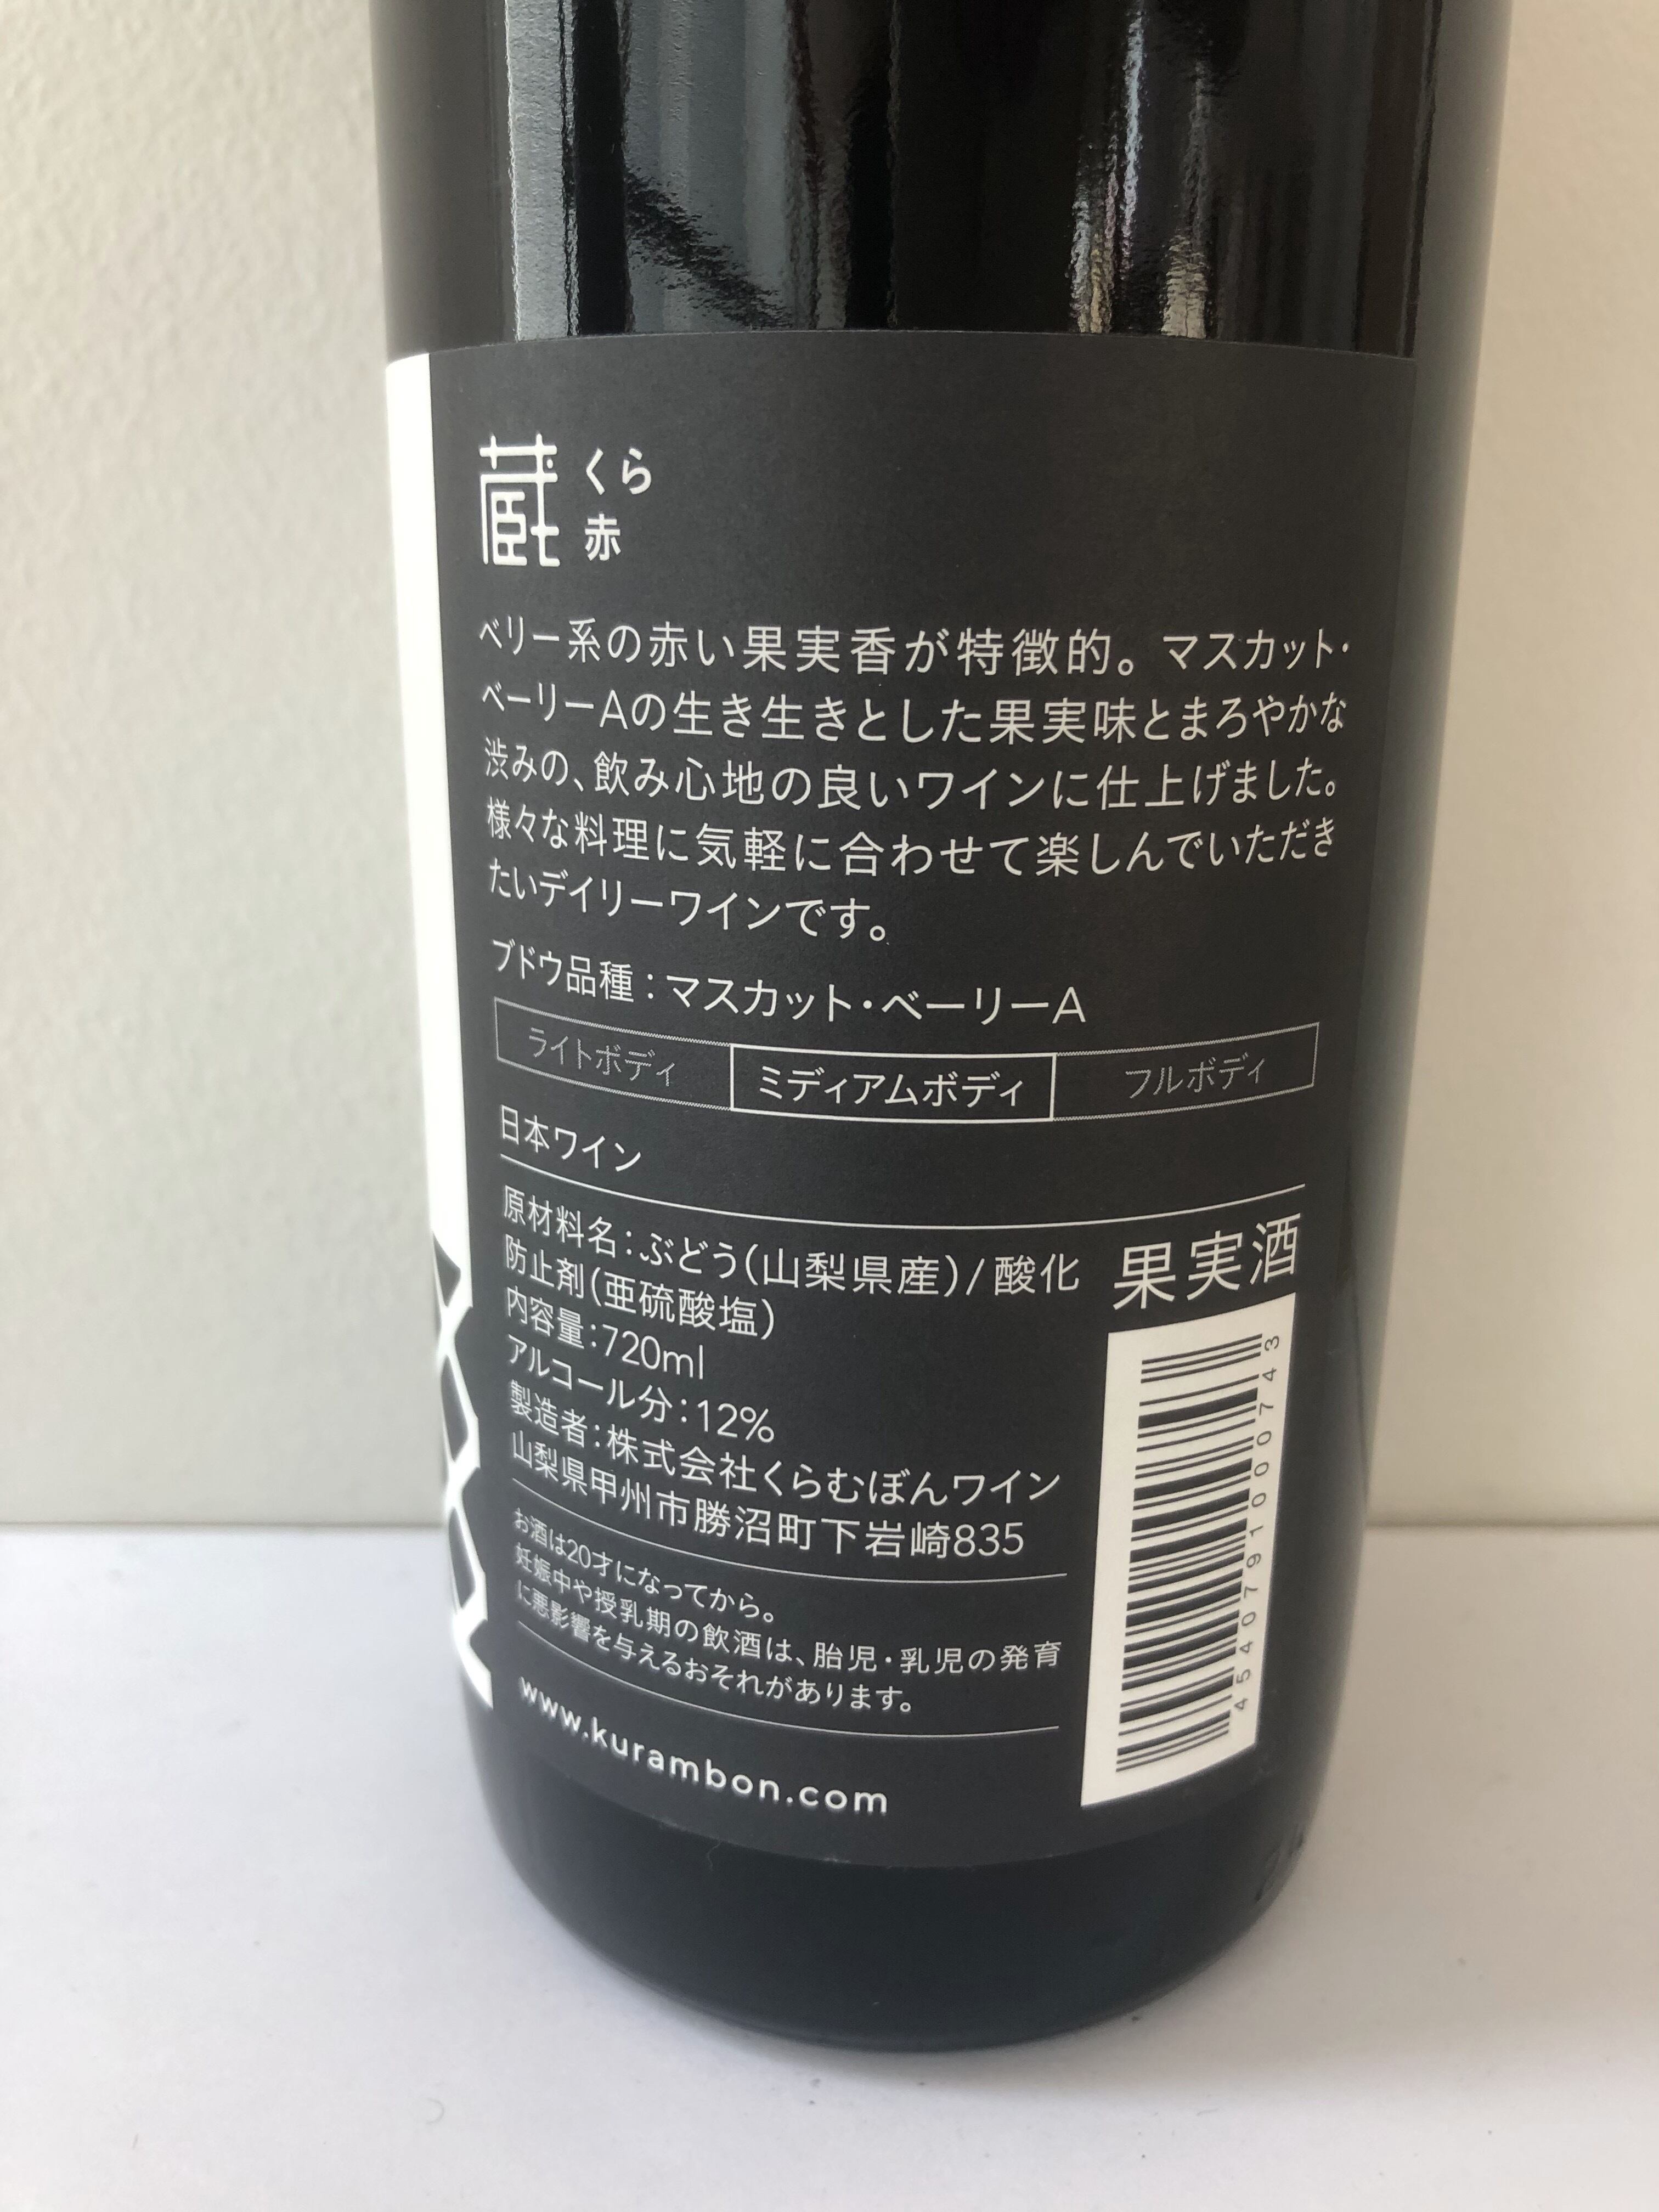 蔵 くら
赤
ベリー系の赤い果実香が特徴的。マスカット・
ベーリーAの生き生きとした果実味とまろやかな
渋みの、飲み心地の良いワインに仕上げました。
様々な料理に気軽に合わせて楽しんでいただき
たいデイリーワインです。
ブドウ品種：マスカット・ベーリーA
ライトボディ ミディアムボディ フルボディ
日本ワイン
原材料名：ぶどう(山梨県産)/酸化
防止剤(亜硫酸塩)
内容量：720ml
アルコール分：12%
製造者：株式会社くらむぼんワイン
山梨県甲州市勝沼町下岩崎835
お酒は20才になってから。
妊娠中や授乳期の飲酒は、胎児・乳児の発育
に悪影響を与えるおそれがあります。
www.kurambon.com
果実酒
4540791000743